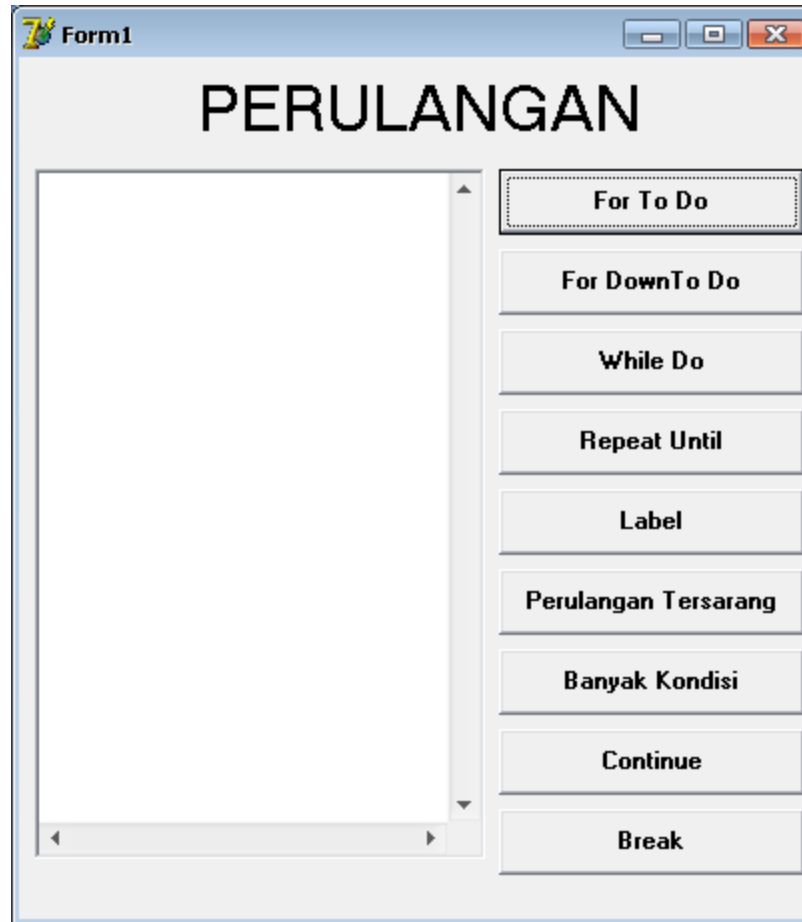 Form1
PERULANGAN
For To Do
For DownTo Do
While Do
Repeat Until
Label
Perulangan Tersarang
Banyak Kondisi
Continue
Break